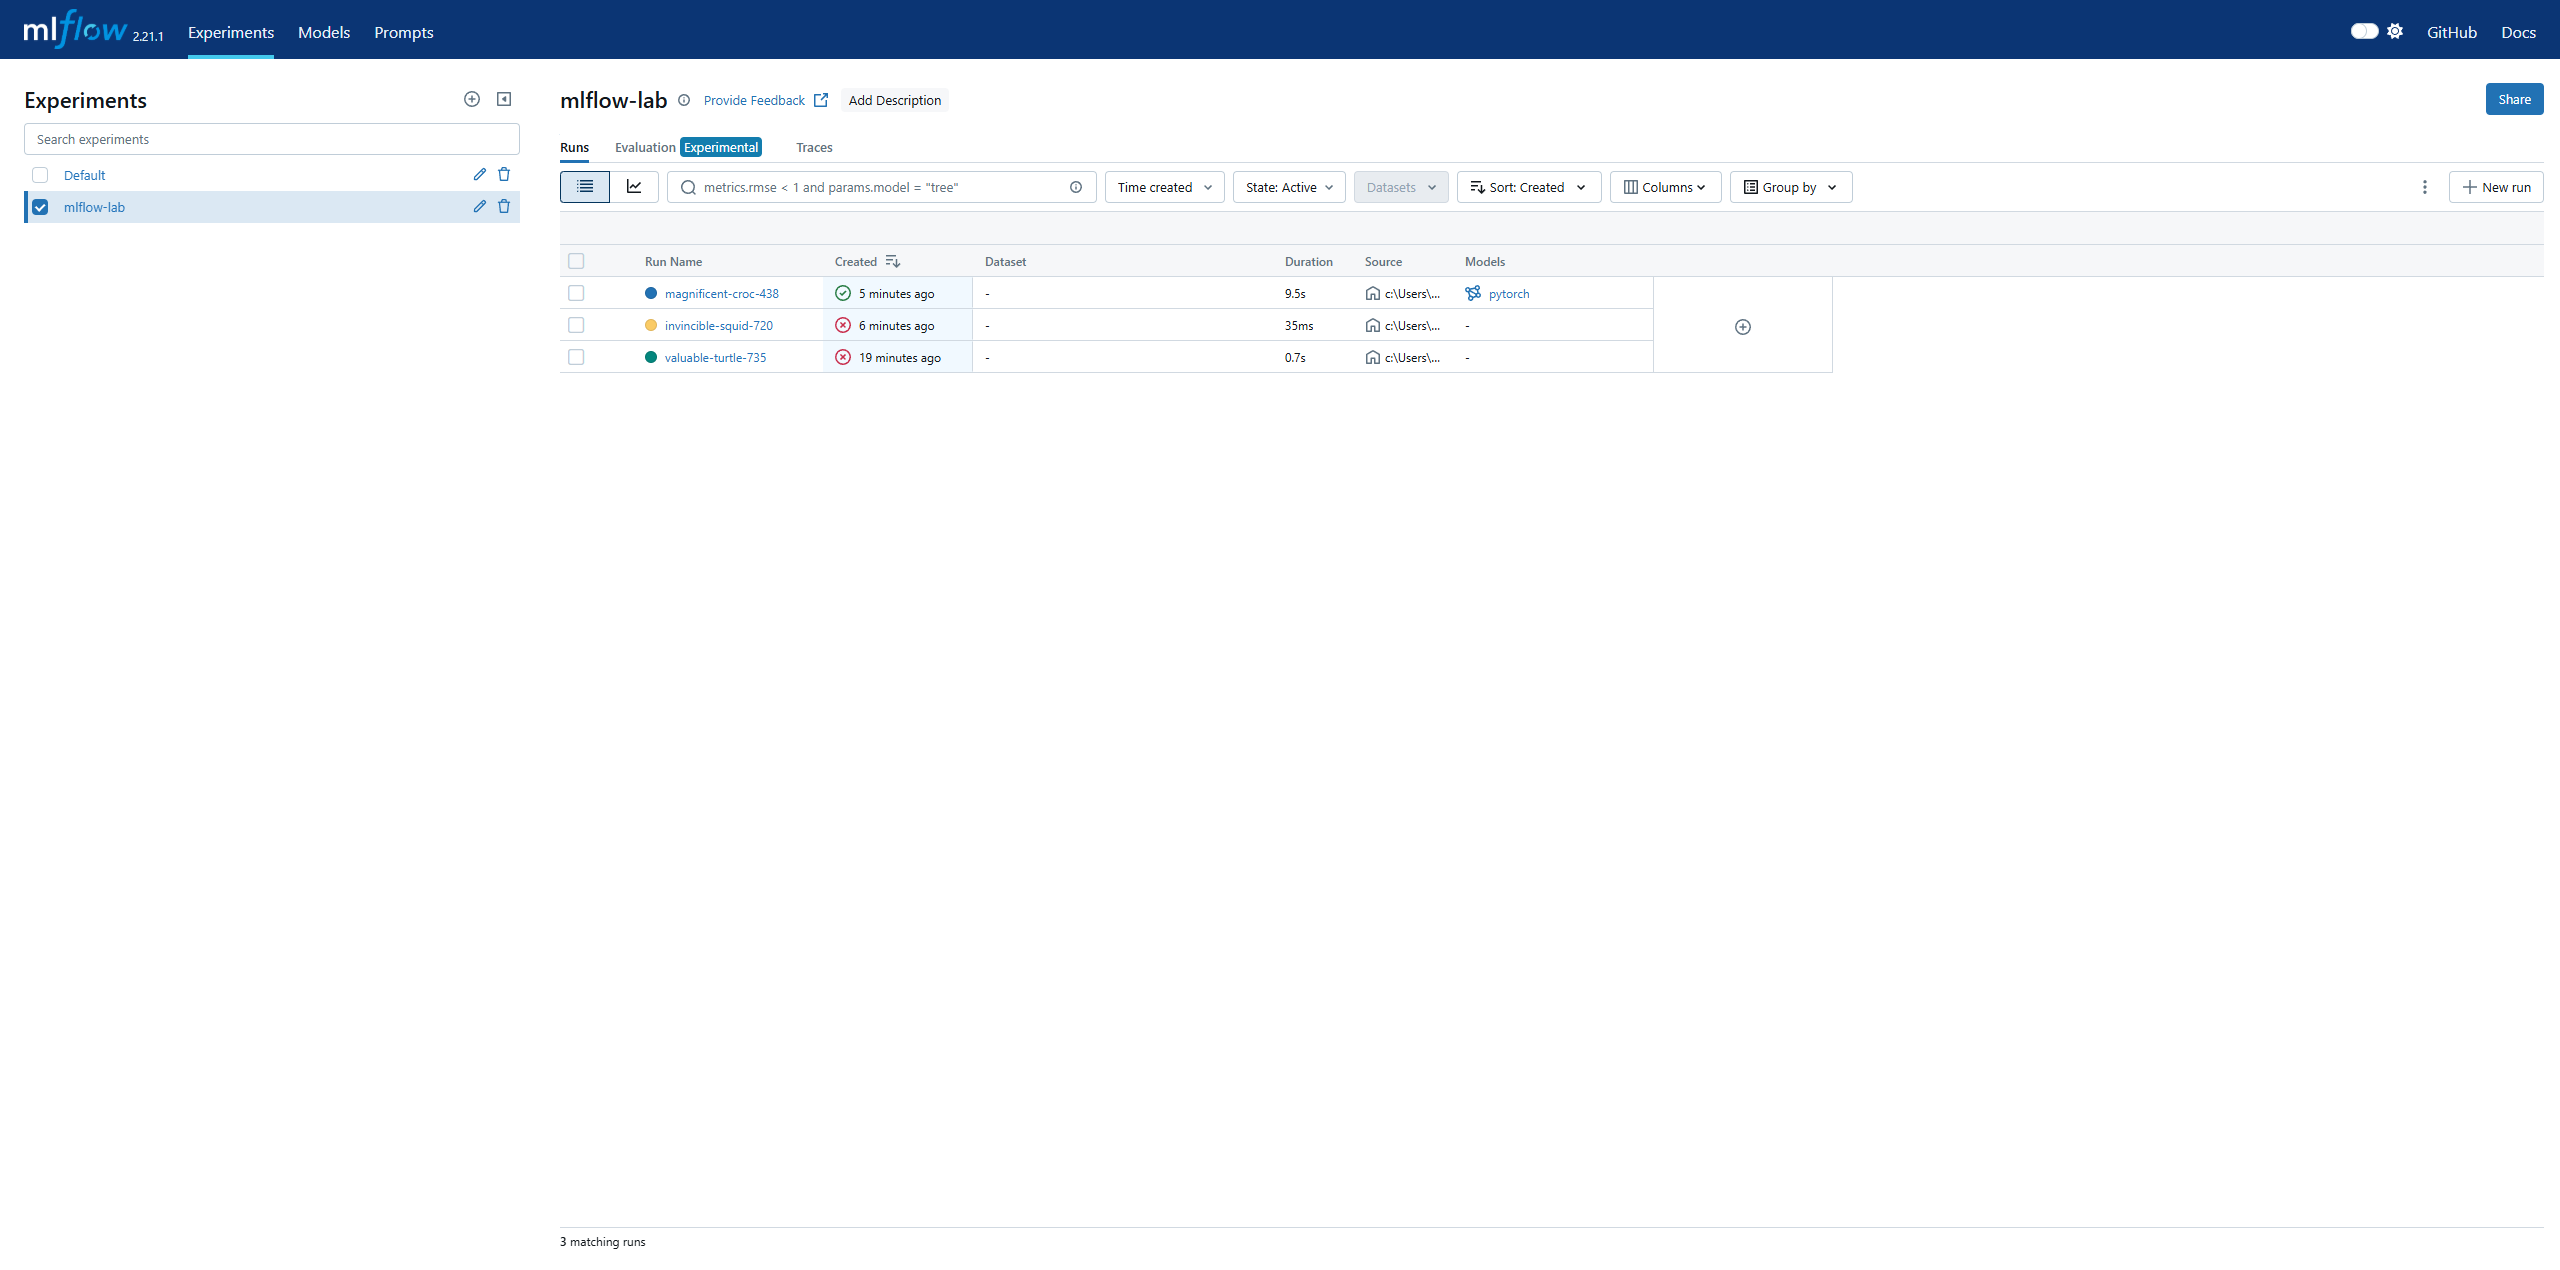 mlflow 2.21.1 Experiments Models Prompts GitHub Docs
Experiments
Search experiments
Default
mlflow-lab
mlflow-lab Provide Feedback Add Description Share
Runs Evaluation Experimental Traces
metrics.rmse < 1 and params.model = "tree" Time created State: Active Datasets Sort: Created Columns Group by New run
Run Name Created Dataset Duration Source Models
magnificent-croc-438 5 minutes ago - 9.5s c:\Users\... pytorch
invincible-squid-720 6 minutes ago - 35ms c:\Users\... -
valuable-turtle-735 19 minutes ago - 0.7s c:\Users\... -
3 matching runs